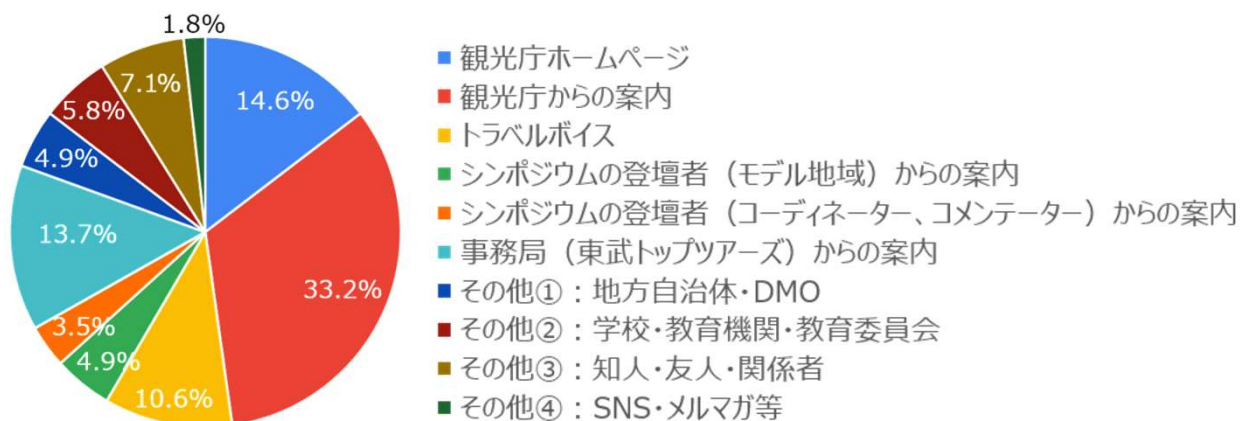 1.8%
14.6%
33.2%
10.6%
4.9%
3.5%
13.7%
4.9%
5.8%
7.1%
観光庁ホームページ
観光庁からの案内
トラベルボイス
シンポジウムの登壇者（モデル地域）からの案内
シンポジウムの登壇者（コーディネーター、コメンテーター）からの案内
事務局（東武トップツアーズ）からの案内
その他①：地方自治体・DMO
その他②：学校・教育機関・教育委員会
その他③：知人・友人・関係者
その他④：SNS・メルマガ等